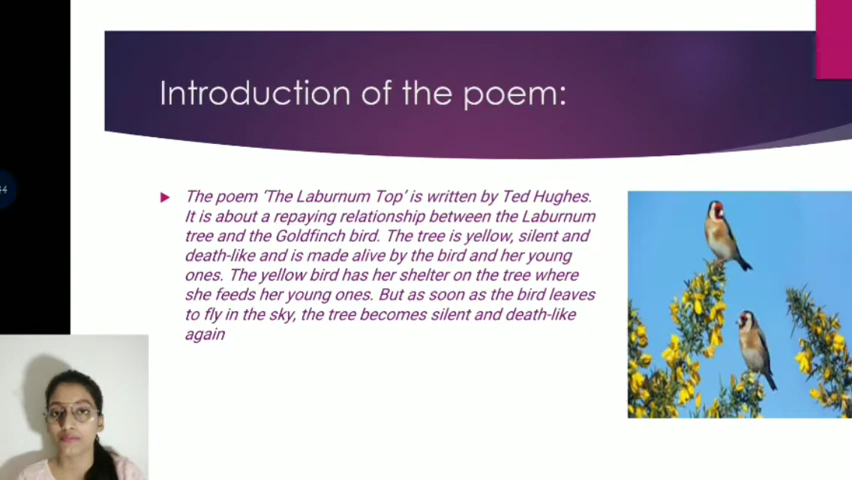 Introduction of the poem:
The poem ‘The Laburnum Top’ is written by Ted Hughes.
It is about a repaying relationship between the Laburnum
tree and the Goldfinch bird. The tree is yellow, silent and
death-like and is made alive by the bird and her young
ones. The yellow bird has her shelter on the tree where
she feeds her young ones. But as soon as the bird leaves
to fly in the sky, the tree becomes silent and death-like
again